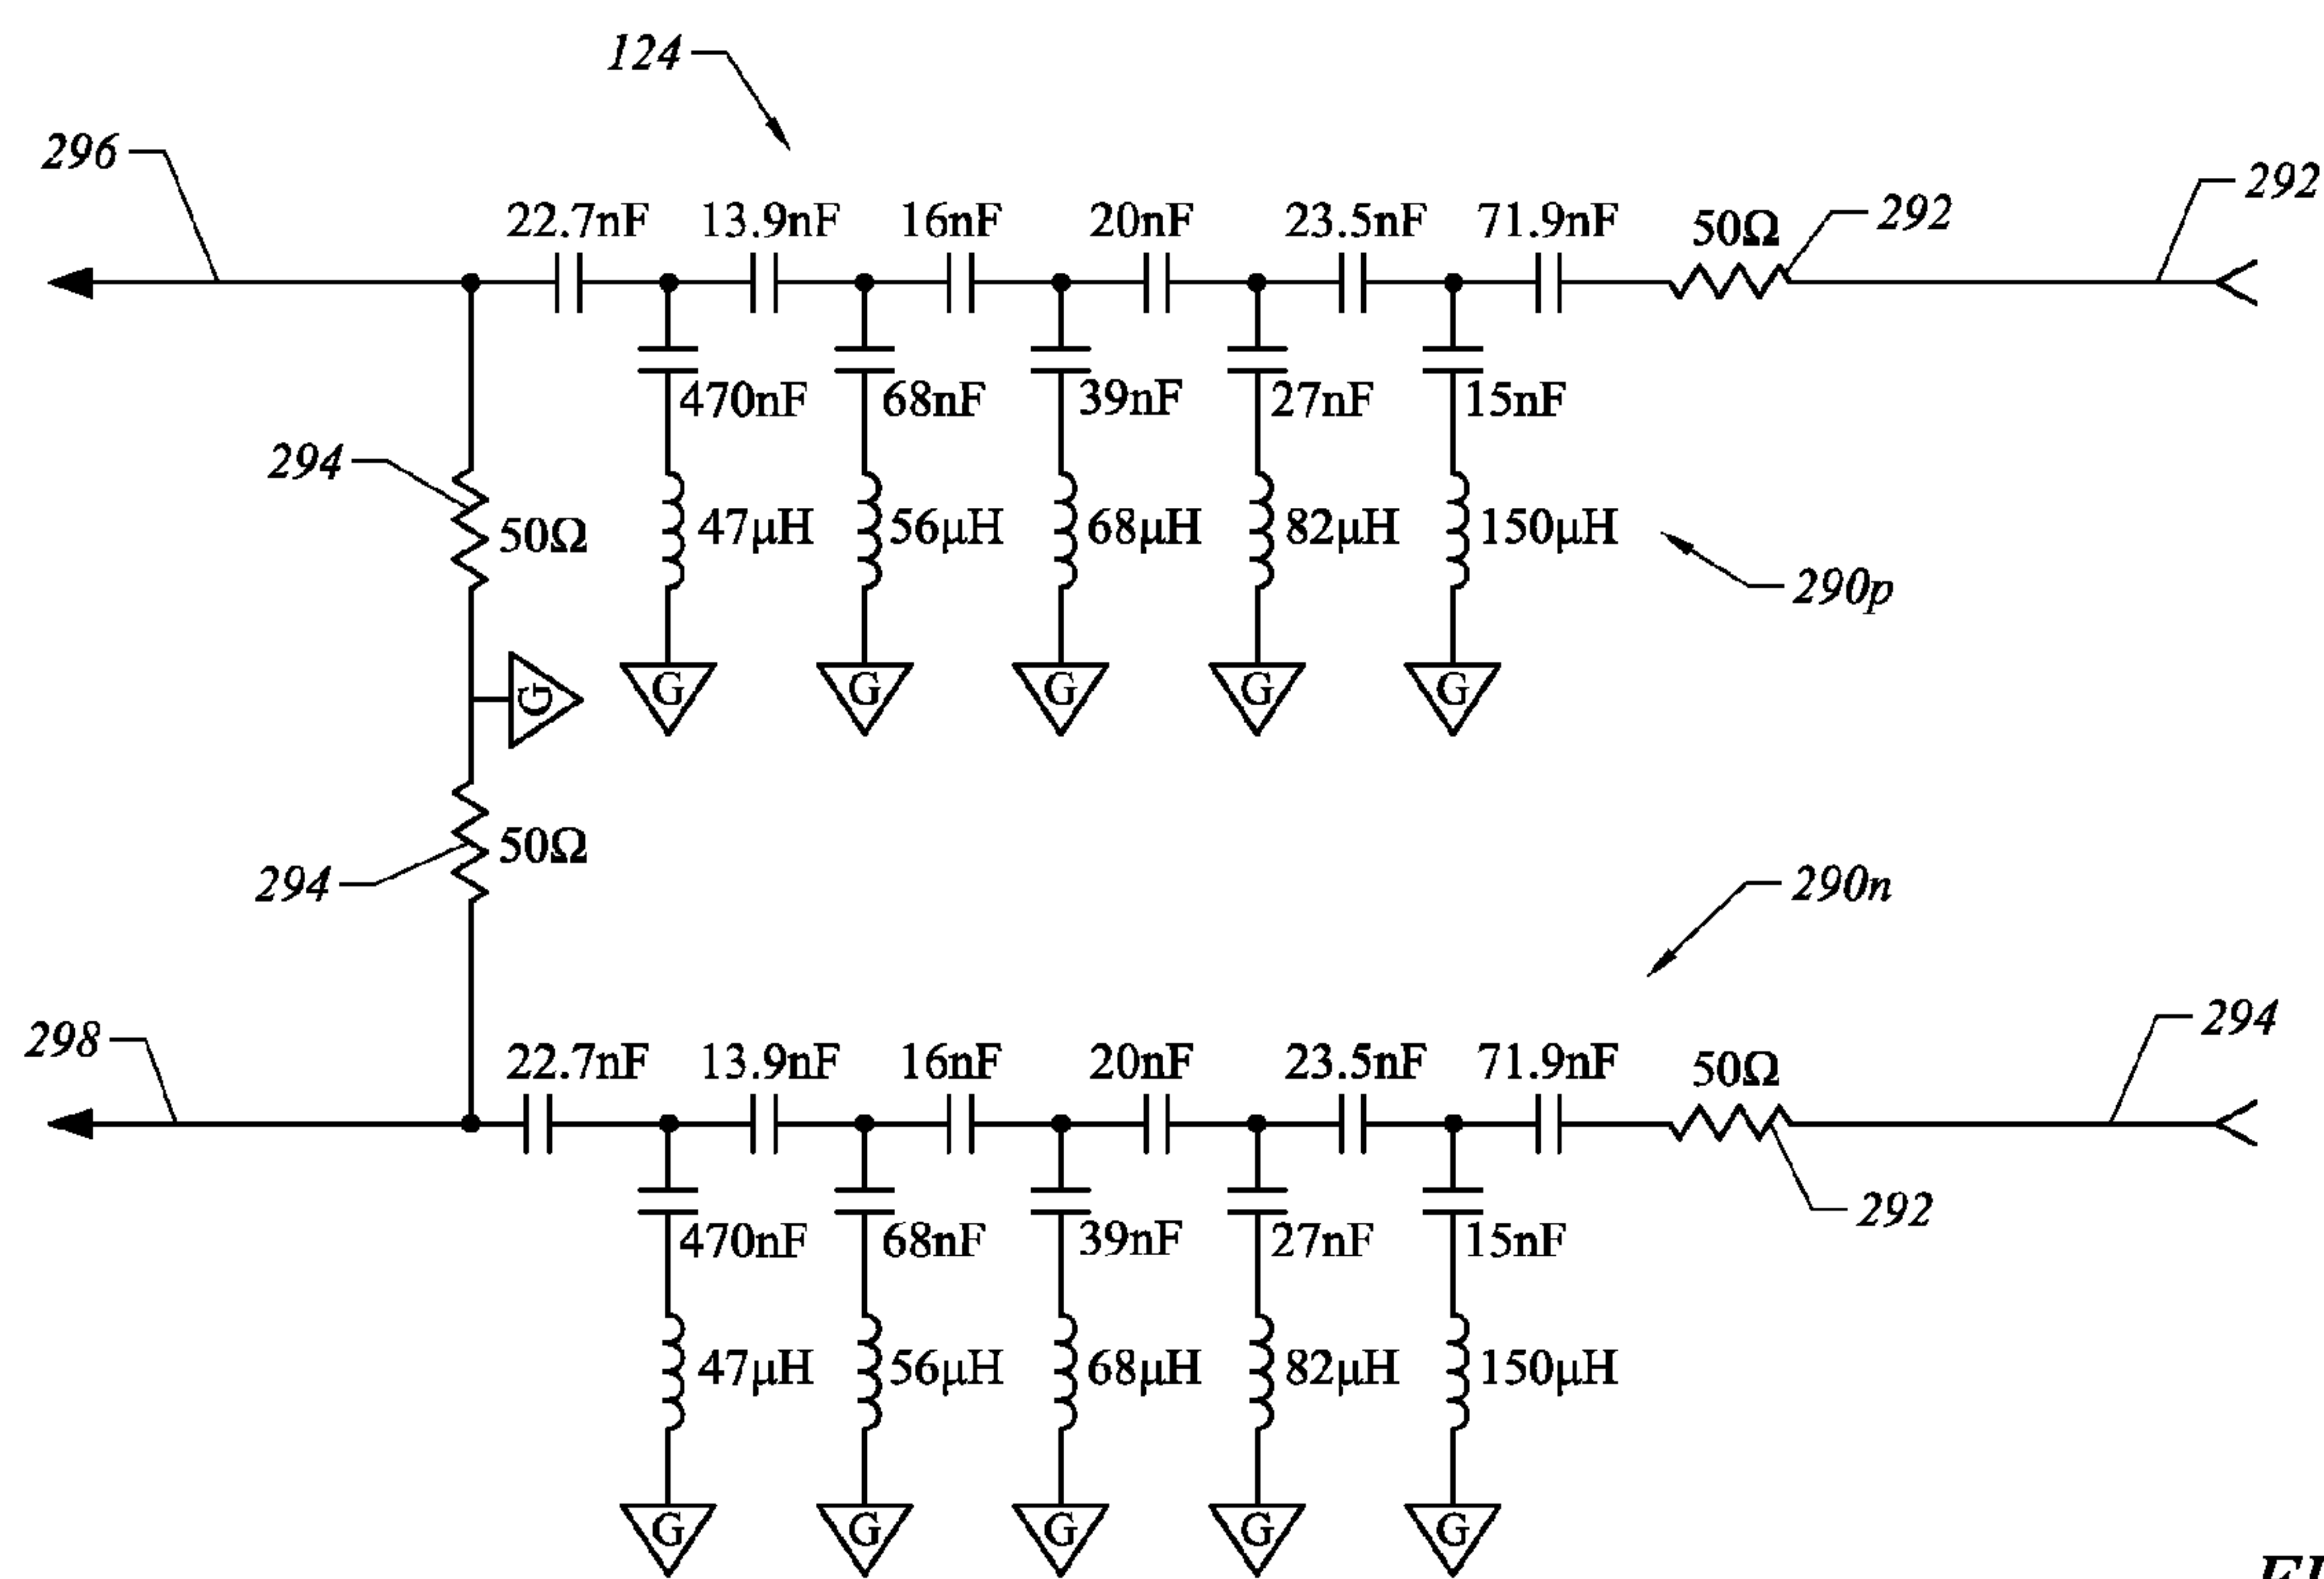 124
296
292
22.7nF 13.9nF 16nF 20nF 23.5nF 71.9nF 50Ω 292
470nF 68nF 39nF 27nF 15nF
294
50Ω 47μH 56μH 68μH 82μH 150μH
290p
G G G G G G
50Ω
294
290n
298
294
22.7nF 13.9nF 16nF 20nF 23.5nF 71.9nF 50Ω
292
470nF 68nF 39nF 27nF 15nF
47μH 56μH 68μH 82μH 150μH
G G G G G